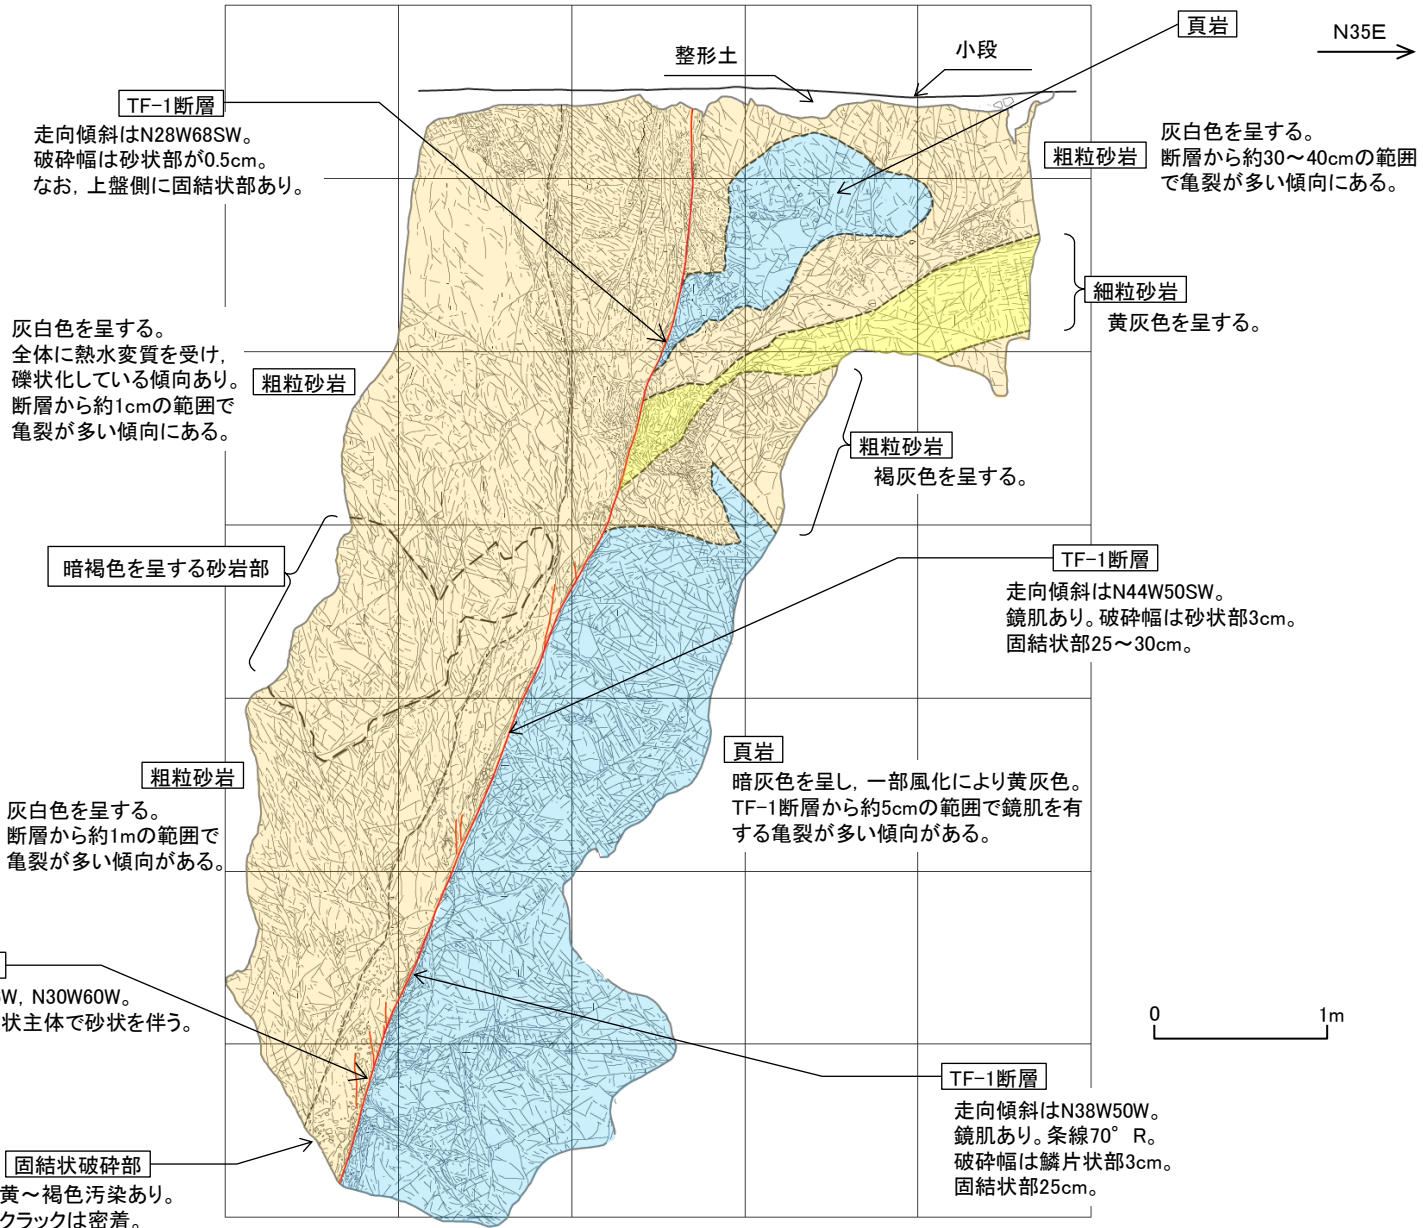 N35E
頁岩
整形土
小段
TF-1断層
走向傾斜はN28W68SW。
破砕幅は砂状部が0.5cm。
なお,上盤側に固結状部あり。
粗粒砂岩
灰白色を呈する。
断層から約30～40cmの範囲
で亀裂が多い傾向にある。
細粒砂岩
黄灰色を呈する。
灰白色を呈する。
全体に熱水変質を受け,
礫状化している傾向あり。
断層から約1cmの範囲で
亀裂が多い傾向にある。
粗粒砂岩
粗粒砂岩
褐灰色を呈する。
暗褐色を呈する砂岩部
TF-1断層
走向傾斜はN44W50SW。
鏡肌あり。破砕幅は砂状部3cm。
固結状部25～30cm。
頁岩
暗灰色を呈し,一部風化により黄灰色。
TF-1断層から約5cmの範囲で鏡肌を有
する亀裂が多い傾向がある。
粗粒砂岩
灰白色を呈する。
断層から約1mの範囲で
亀裂が多い傾向がある。
W, N30W60W。
状主体で砂状を伴う。
0 1m
TF-1断層
走向傾斜はN38W50W。
鏡肌あり。条線70° R。
破砕幅は鱗片状部3cm。
固結状部25cm。
固結状破砕部
黄～褐色汚染あり。
クラックは密着。